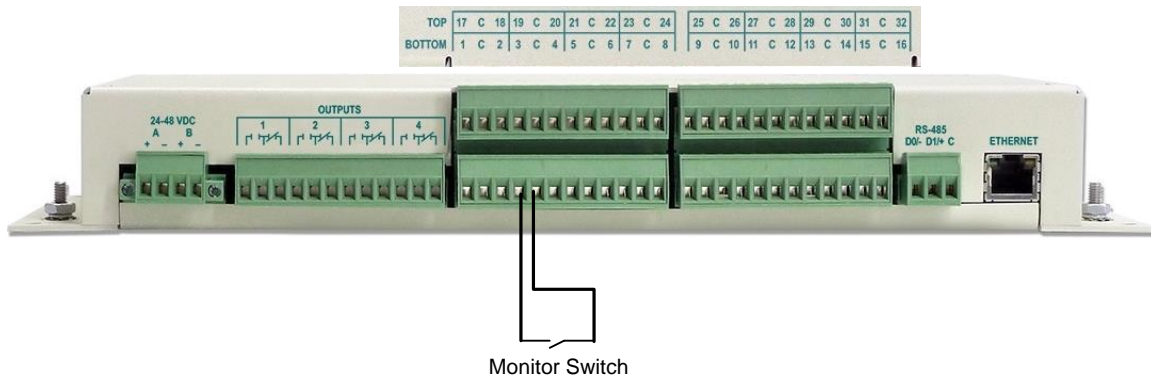 TOP 17 C 18 19 C 20 21 C 22 23 C 24 25 C 26 27 C 28 29 C 30 31 C 32
BOTTOM 1 C 2 3 C 4 5 C 6 7 C 8 9 C 10 11 C 12 13 C 14 15 C 16
24-48 VDC
A B
+ – + –
OUTPUTS
1 2 3 4
RS-485
D0/- D1/+ C
ETHERNET
Monitor Switch